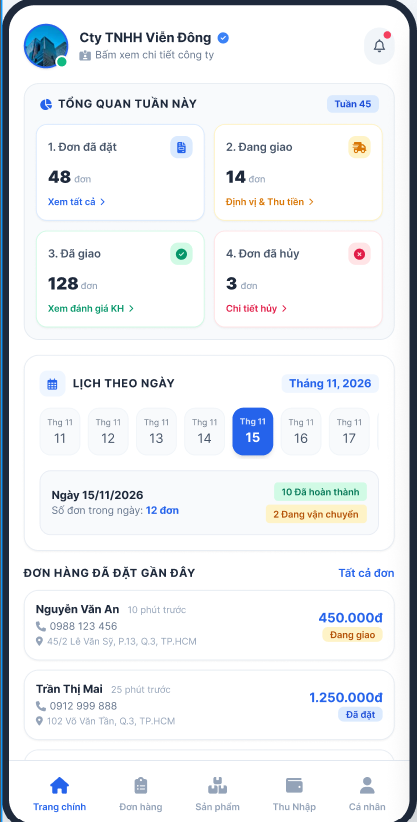 Cty TNHH Viễn Đông
Bấm xem chi tiết công ty
TỔNG QUAN TUẦN NÀY
Tuần 45
1. Đơn đã đặt
48 đơn
Xem tất cả
2. Đang giao
14 đơn
Định vị & Thu tiền
3. Đã giao
128 đơn
Xem đánh giá KH
4. Đơn đã hủy
3 đơn
Chi tiết hủy
LỊCH THEO NGÀY
Tháng 11, 2026
Thg 11 Thg 11 Thg 11 Thg 11 Thg 11 Thg 11 Thg 11
11 12 13 14 15 16 17
Ngày 15/11/2026
Số đơn trong ngày: 12 đơn
10 Đã hoàn thành
2 Đang vận chuyển
ĐƠN HÀNG ĐÃ ĐẶT GẦN ĐÂY
Tất cả đơn
Nguyễn Văn An 10 phút trước
0988 123 456
45/2 Lê Văn Sỹ, P.13, Q.3, TP.HCM
450.000đ
Đang giao
Trần Thị Mai 25 phút trước
0912 999 888
102 Võ Văn Tần, Q.3, TP.HCM
1.250.000đ
Đã đặt
Trang chính
Đơn hàng
Sản phẩm
Thu Nhập
Cá nhân